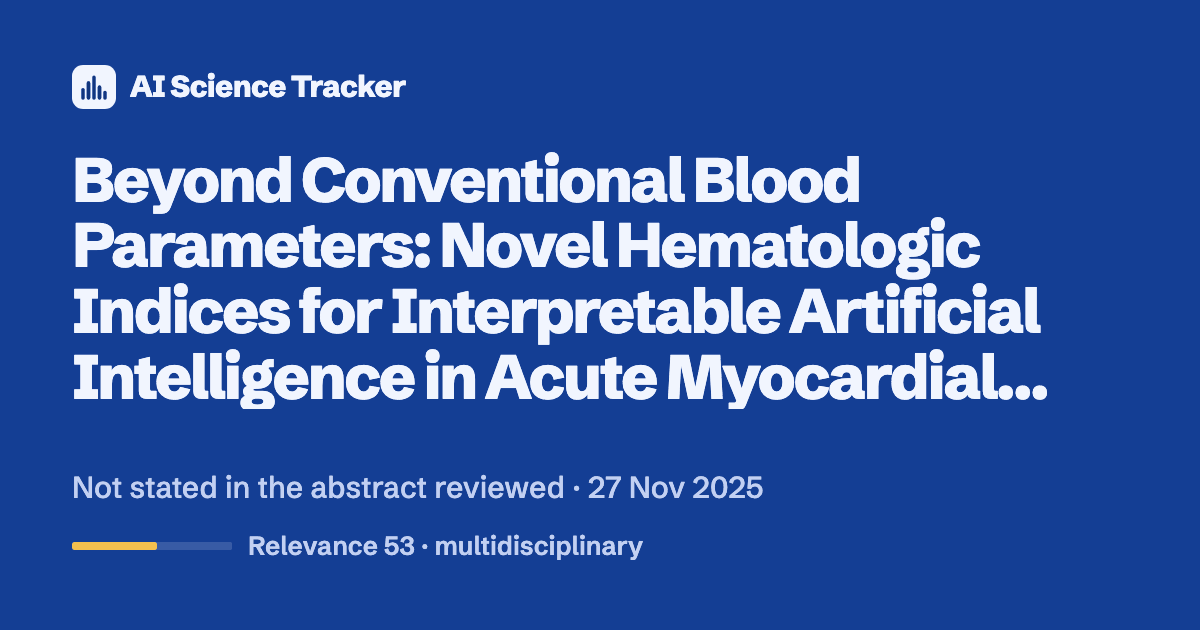 AI Science Tracker
Beyond Conventional Blood
Parameters: Novel Hematologic
Indices for Interpretable Artificial
Intelligence in Acute Myocardial...
Not stated in the abstract reviewed · 27 Nov 2025
Relevance 53 · multidisciplinary